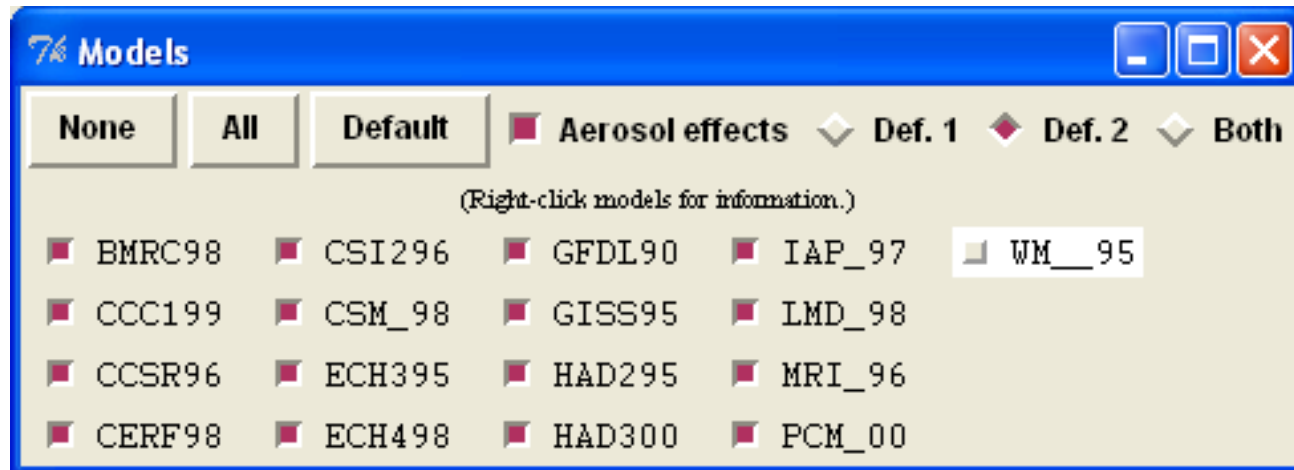 Models
None All Default Aerosol effects Def. 1 Def. 2 Both
(Right-click models for information.)
BMRC98 CSI296 GFDL90 IAP_97 WM__95
CCC199 CSM_98 GISS95 LMD_98
CCSR96 ECH395 HAD295 MRI_96
CERF98 ECH498 HAD300 PCM_00